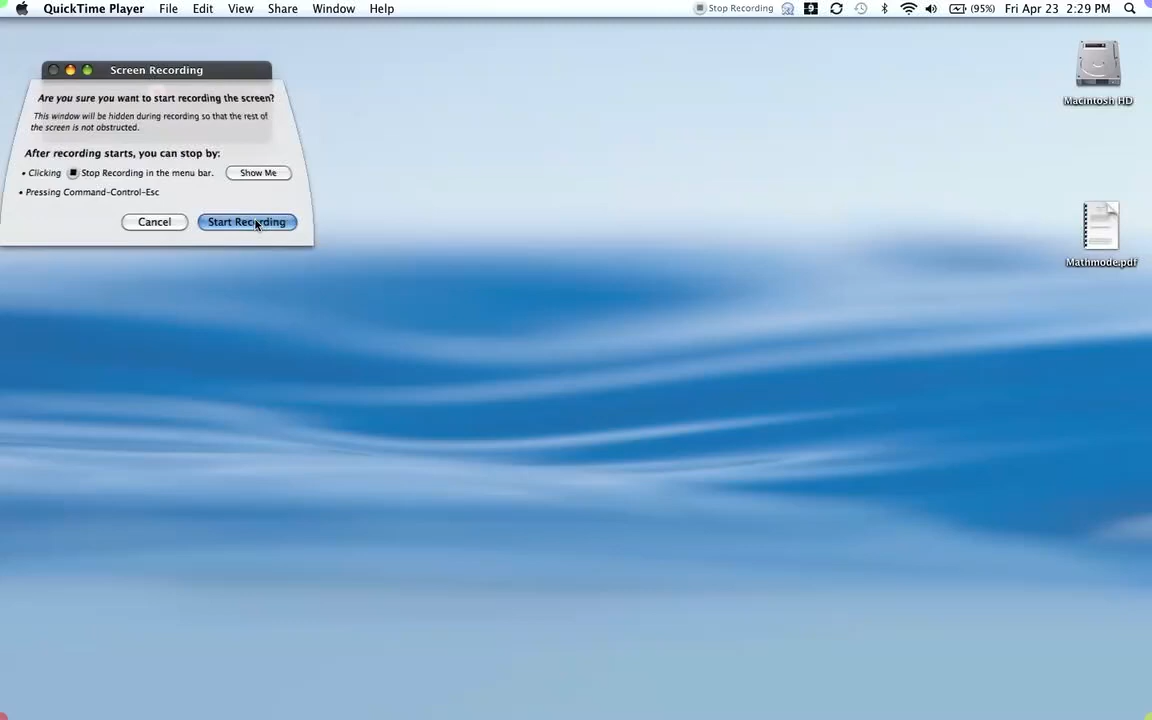 QuickTime Player File Edit View Share Window Help Stop Recording 9 (95%) Fri Apr 23 2:29 PM
Screen Recording
Are you sure you want to start recording the screen?
This window will be hidden during recording so that the rest of
the screen is not obstructed.
After recording starts, you can stop by:
• Clicking Stop Recording in the menu bar. Show Me
• Pressing Command-Control-Esc
Cancel Start Recording
Macintosh HD
Mathmode.pdf